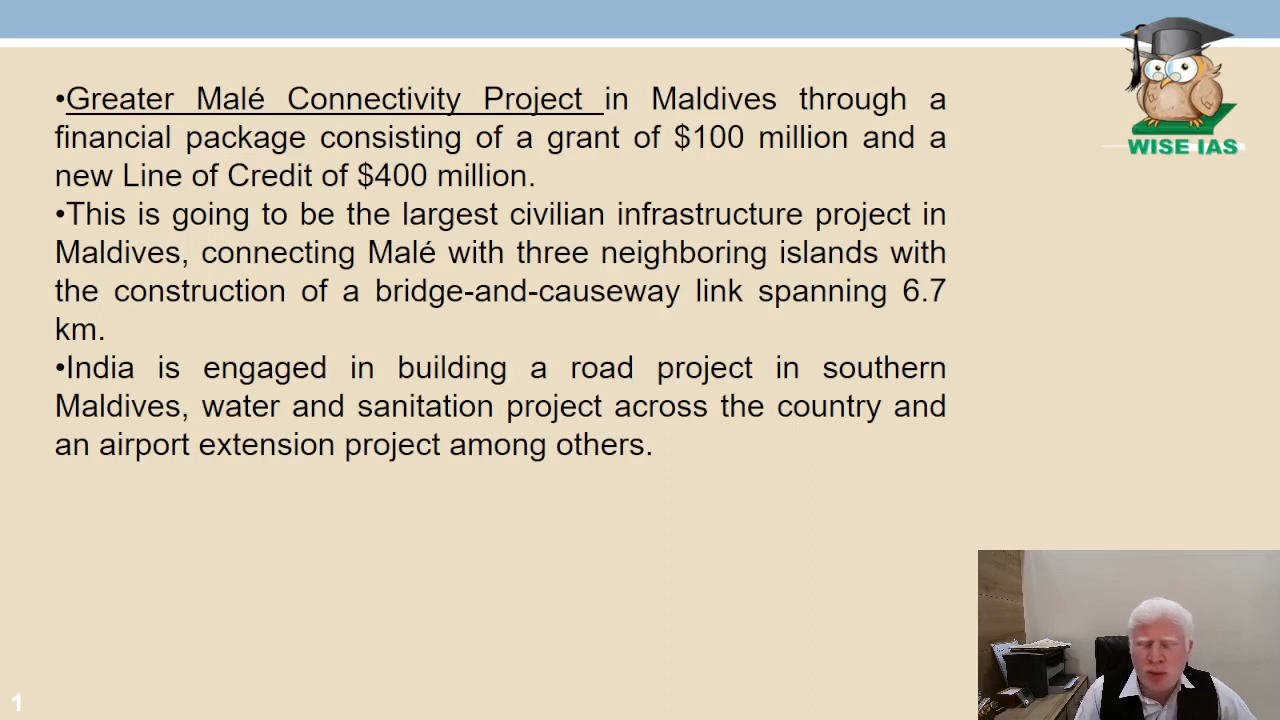 •Greater Malé Connectivity Project in Maldives through a
financial package consisting of a grant of $100 million and a
new Line of Credit of $400 million.
•This is going to be the largest civilian infrastructure project in
Maldives, connecting Malé with three neighboring islands with
the construction of a bridge-and-causeway link spanning 6.7
km.
•India is engaged in building a road project in southern
Maldives, water and sanitation project across the country and
an airport extension project among others.
WISE IAS
1